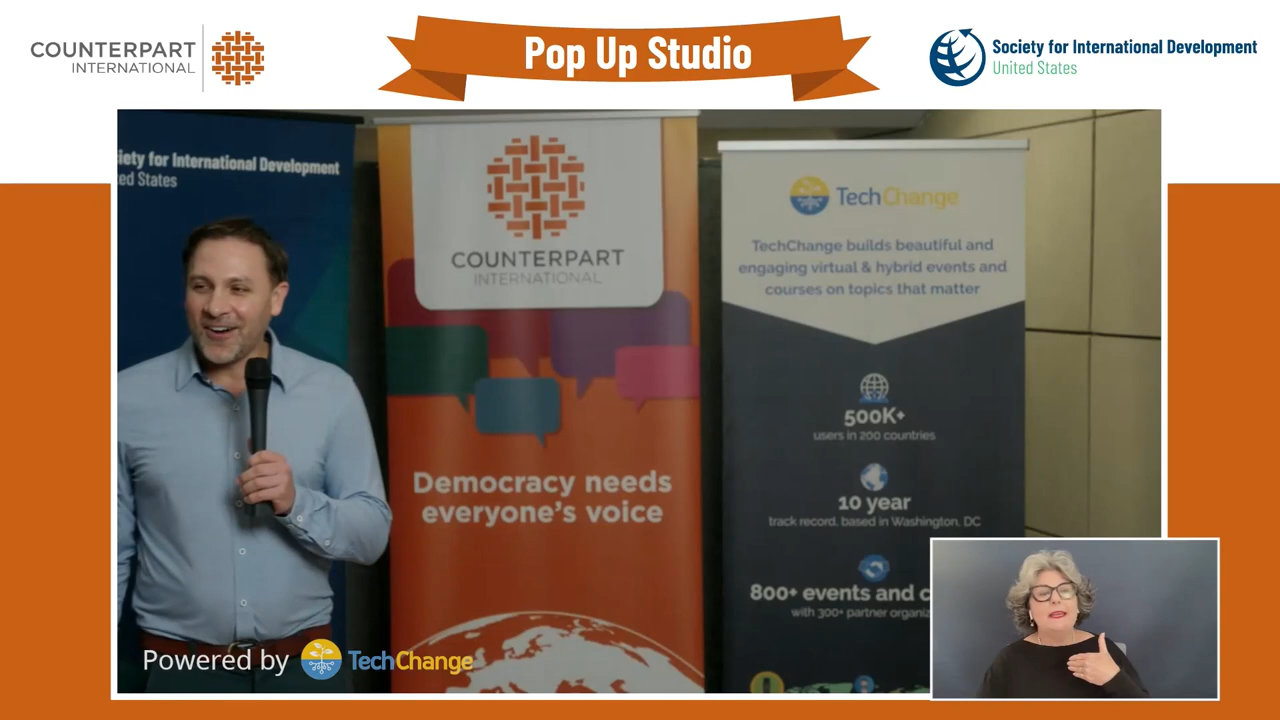 COUNTERPART
INTERNATIONAL
Pop Up Studio
Society for International Development
United States
iety for International Development
ed States
COUNTERPART
INTERNATIONAL
Democracy needs
everyone's voice
TechChange
TechChange builds beautiful and
engaging virtual & hybrid events and
courses on topics that matter
500K+
users in 200 countries
10 year
track record, based in Washington, DC
800+ events and c
with 300+ partner organiz
Powered by TechChange